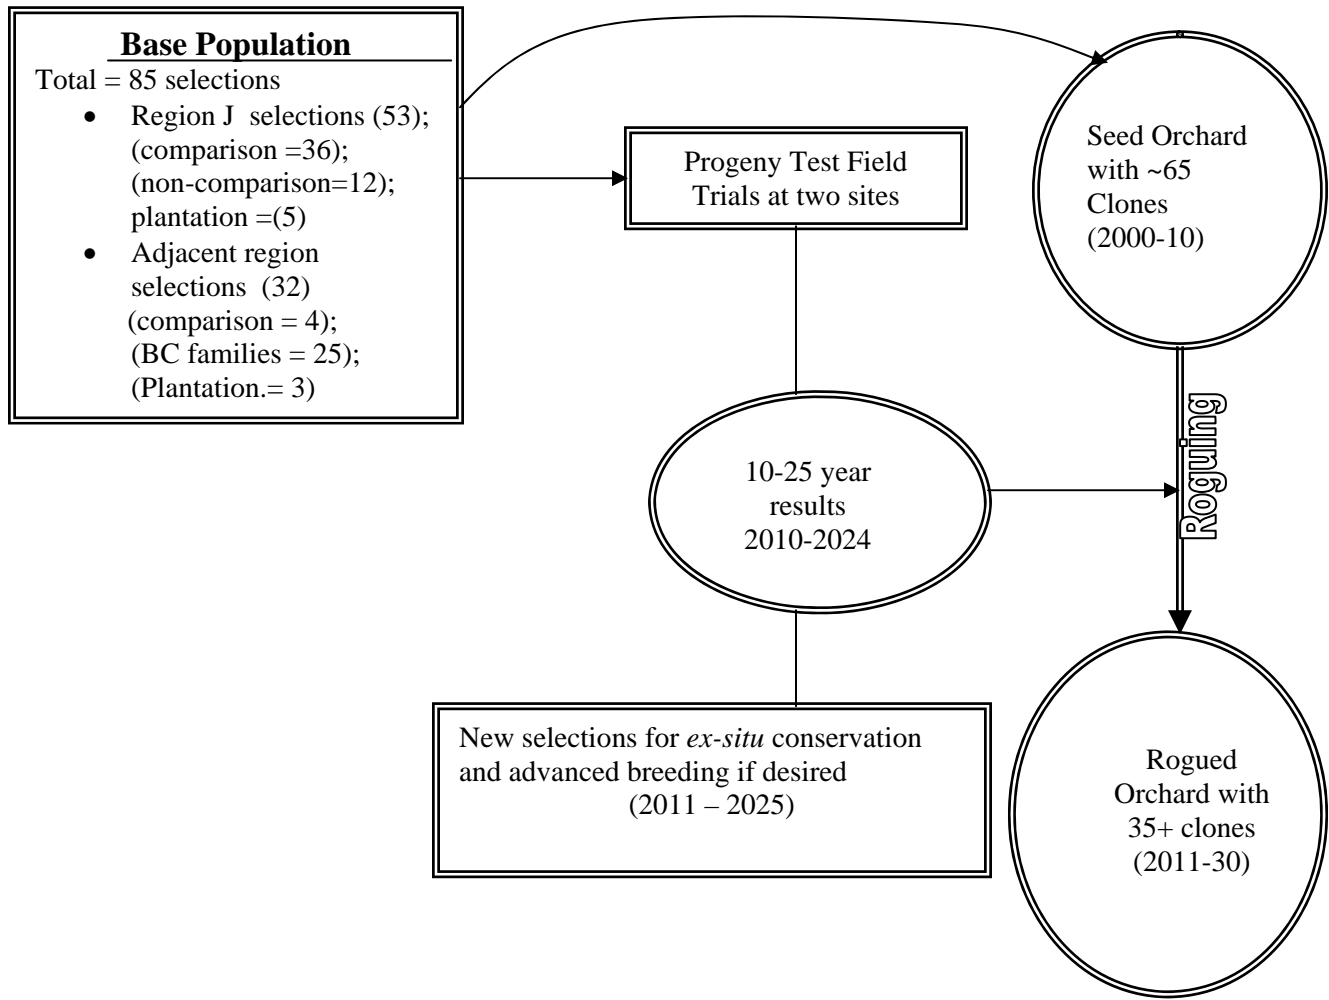 Base Population
Total = 85 selections
• Region J selections (53);
(comparison =36);
(non-comparison=12);
plantation =(5)
• Adjacent region
selections (32)
(comparison = 4);
(BC families = 25);
(Plantation.= 3)
Progeny Test Field
Trials at two sites
Seed Orchard
with ~65
Clones
(2000-10)
10-25 year
results
2010-2024
Roguing
New selections for ex-situ conservation
and advanced breeding if desired
(2011 – 2025)
Rogued
Orchard with
35+ clones
(2011-30)